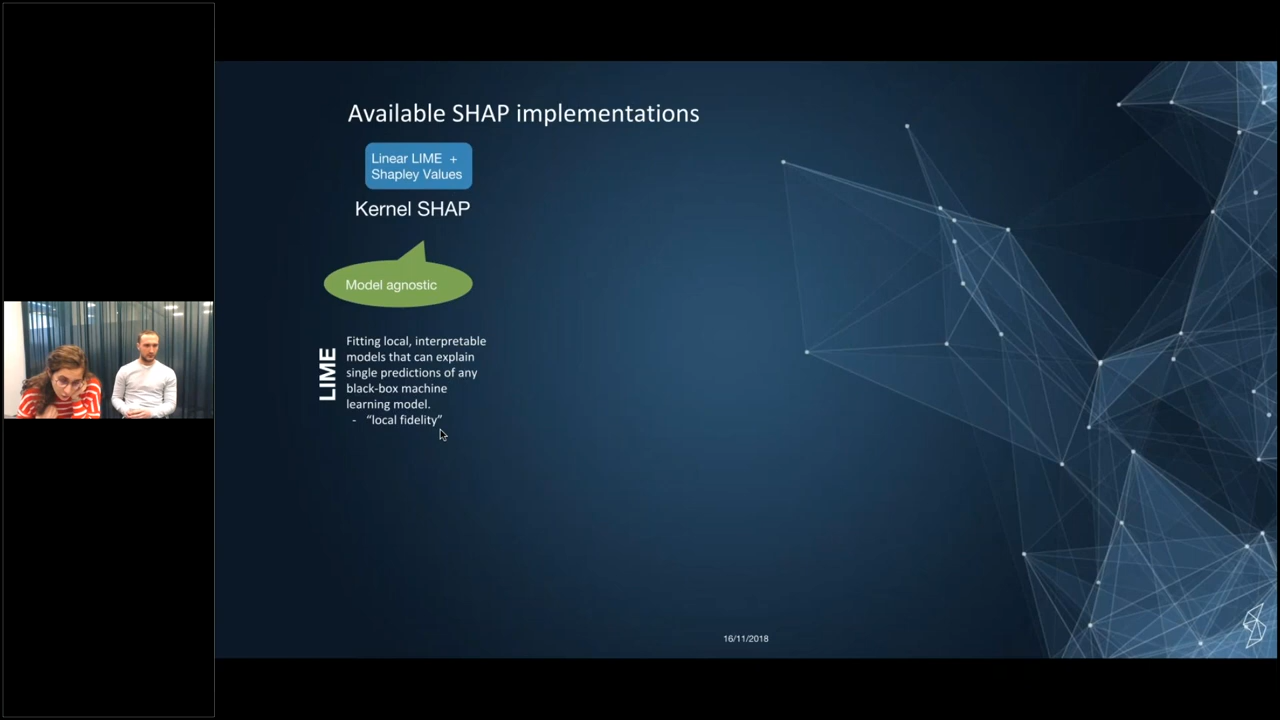 Available SHAP implementations
Linear LIME +
Shapley Values
Kernel SHAP
Model agnostic
LIME
Fitting local, interpretable
models that can explain
single predictions of any
black-box machine
learning model.
- “local fidelity”
16/11/2018